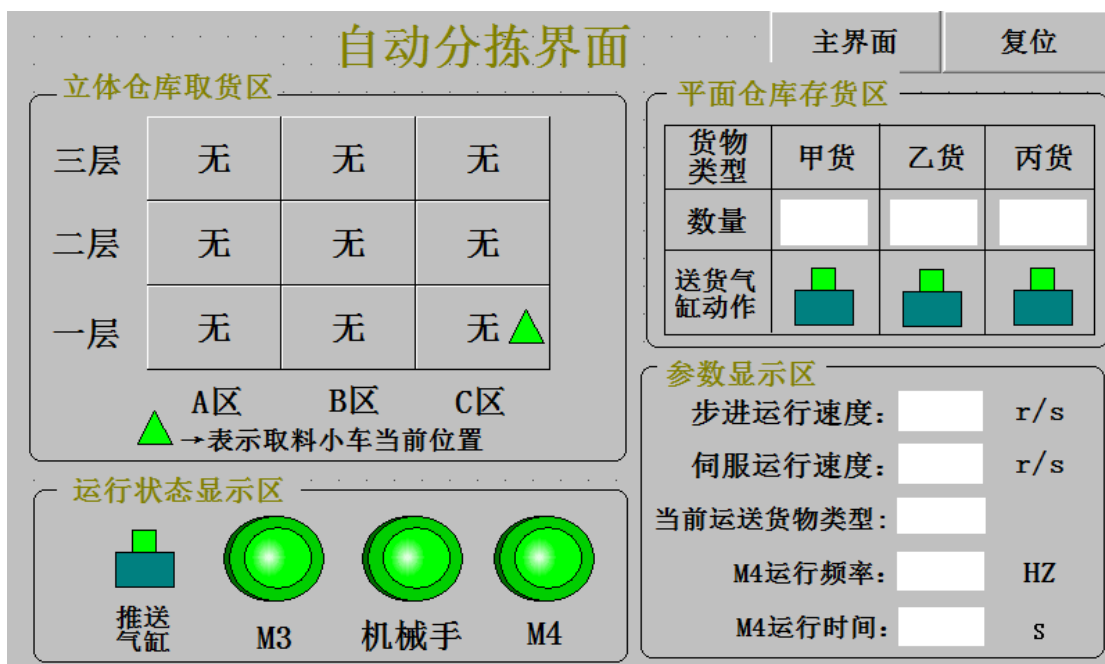 自动分拣界面
主界面
复位
立体仓库取货区
三层 无 无 无
二层 无 无 无
一层 无 无 无
A区 B区 C区
→表示取料小车当前位置
平面仓库存货区
货物
类型
甲货 乙货 丙货
数量
送货气
缸动作
参数显示区
步进运行速度： r/s
伺服运行速度： r/s
当前运送货物类型：
M4运行频率： HZ
M4运行时间： s
运行状态显示区
推送
气缸
M3 机械手 M4